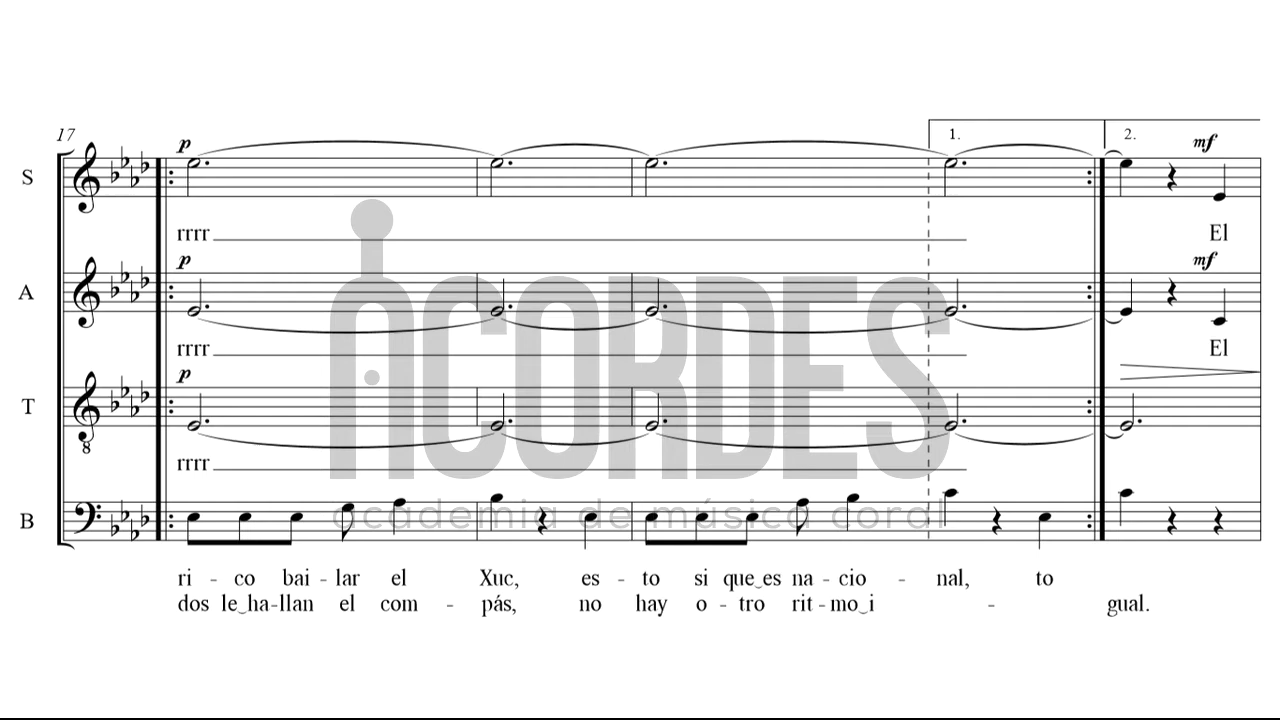 17
1.
2.
p
mf
S
rrrr
El
p
mf
A
rrrr
El
p
T
8
rrrr
B
ri - co bai - lar el Xuc, es - to si que‿es na - cio - nal, to
dos le‿ha-llan el com - pás, no hay o - tro rit - mo‿i - gual.
ACORDES
academia de músico coral